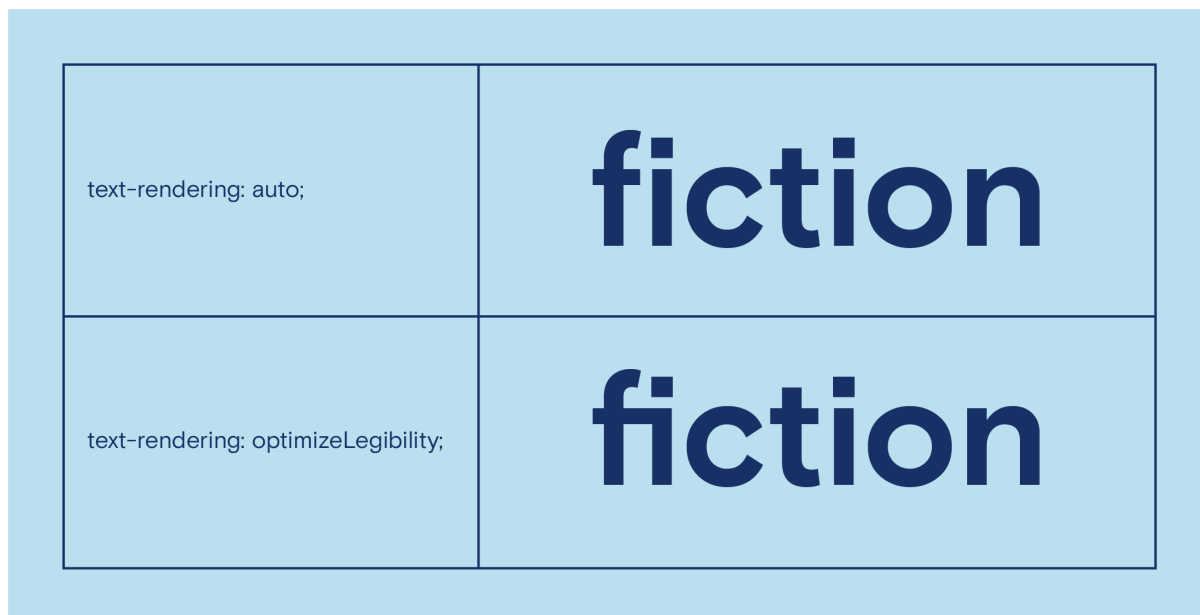 text-rendering: auto;
fiction
text-rendering: optimizeLegibility;
fiction